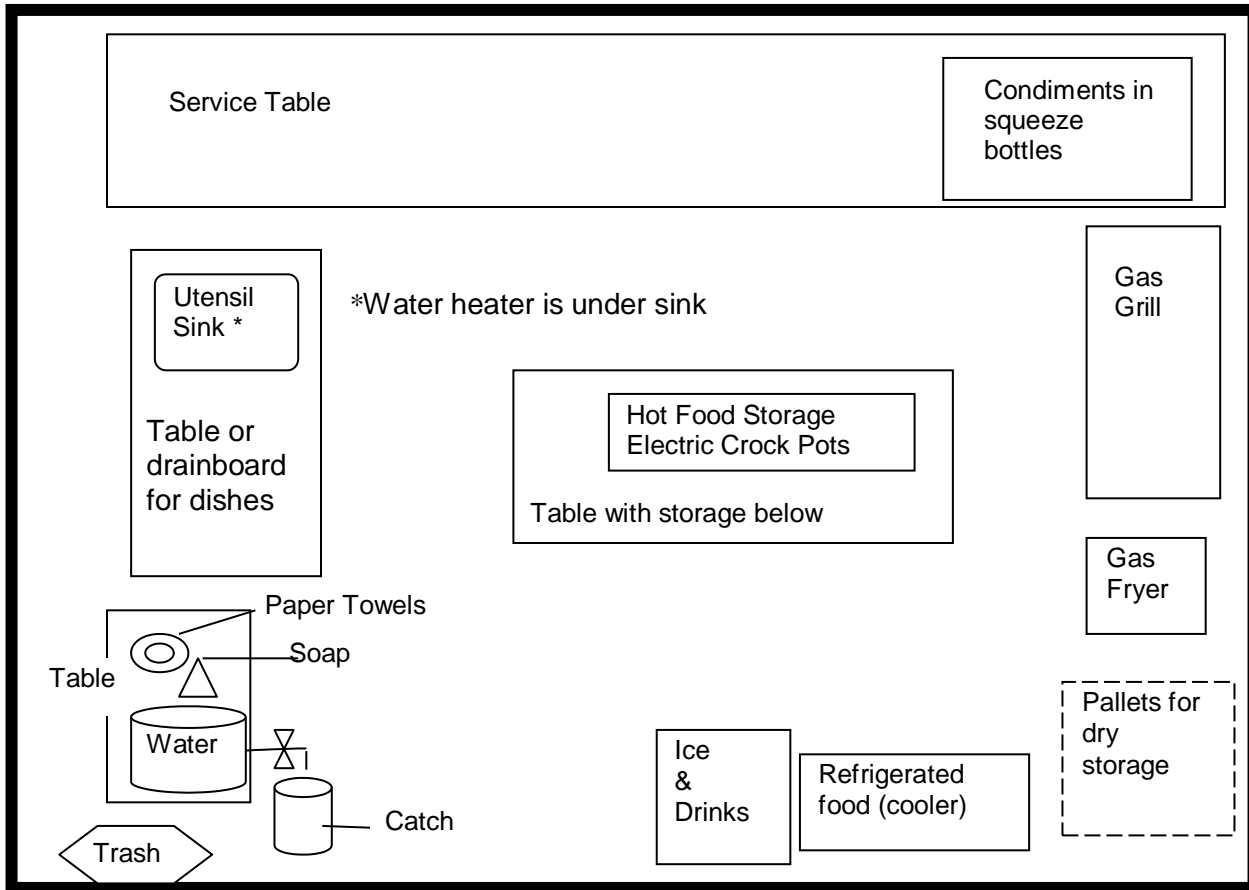 Service Table
Condiments in
squeeze
bottles
Utensil
Sink *
*Water heater is under sink
Gas
Grill
Table or
drainboard
for dishes
Hot Food Storage
Electric Crock Pots
Table with storage below
Gas
Fryer
Paper Towels
Soap
Table
Water
Catch
Trash
Ice
&
Drinks
Refrigerated
food (cooler)
Pallets for
dry
storage